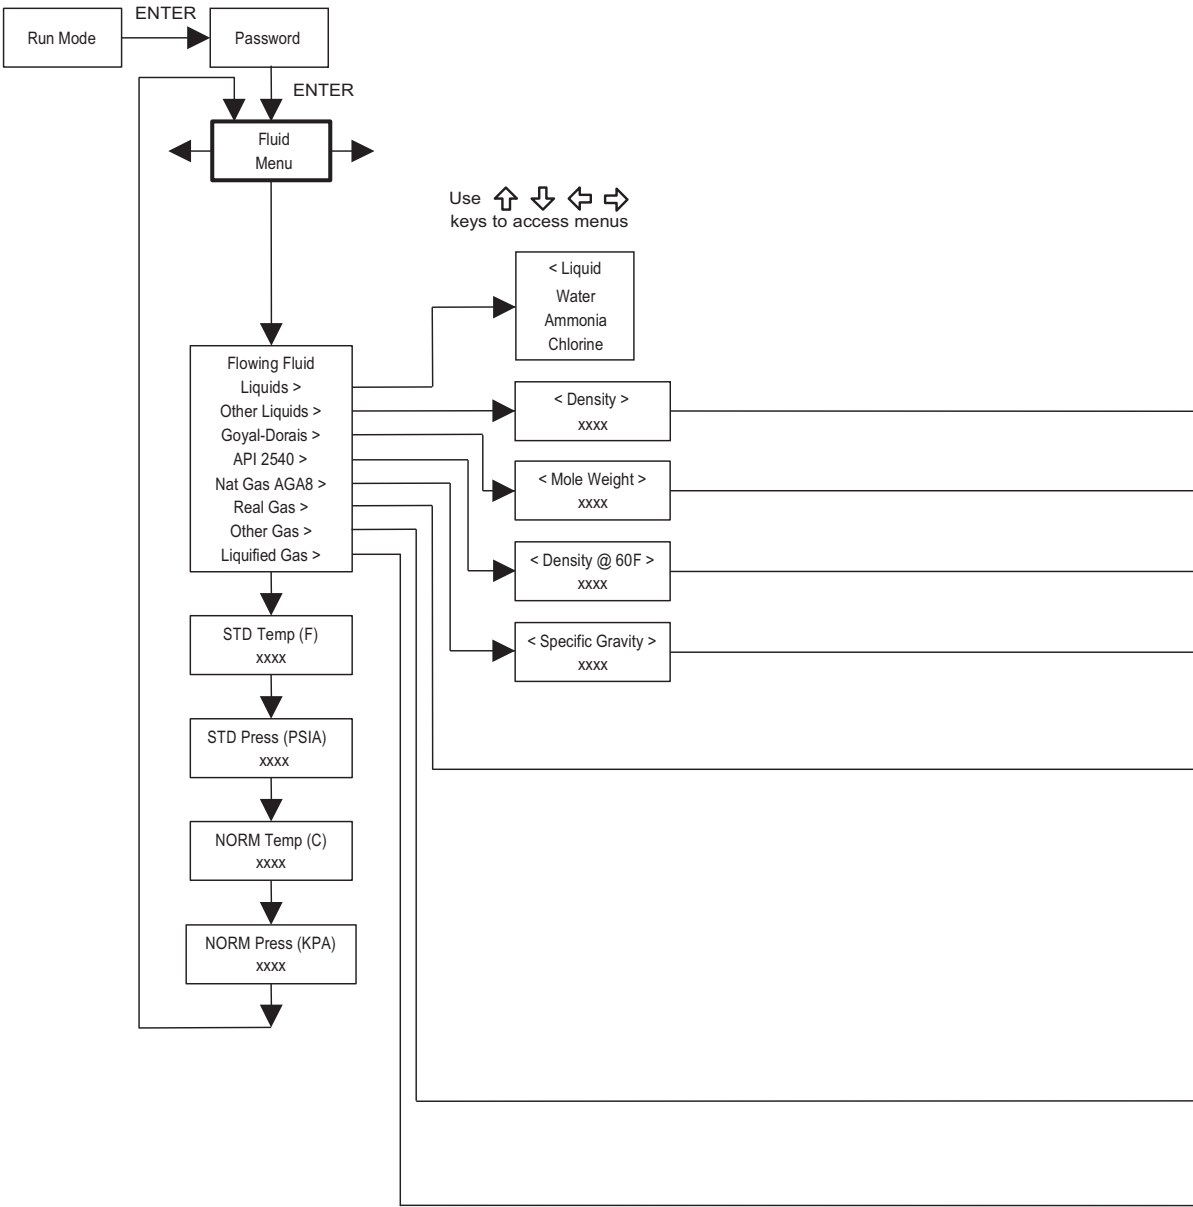 ENTER
Run Mode
Password
ENTER
Fluid
Menu
Use
keys to access menus
< Liquid
Water
Ammonia
Chlorine
Flowing Fluid
Liquids >
Other Liquids >
Goyal-Dorais >
API 2540 >
Nat Gas AGA8 >
Real Gas >
Other Gas >
Liquified Gas >
< Density >
xxxx
< Mole Weight >
xxxx
< Density @ 60F >
xxxx
< Specific Gravity >
xxxx
STD Temp (F)
xxxx
STD Press (PSIA)
xxxx
NORM Temp (C)
xxxx
NORM Press (KPA)
xxxx